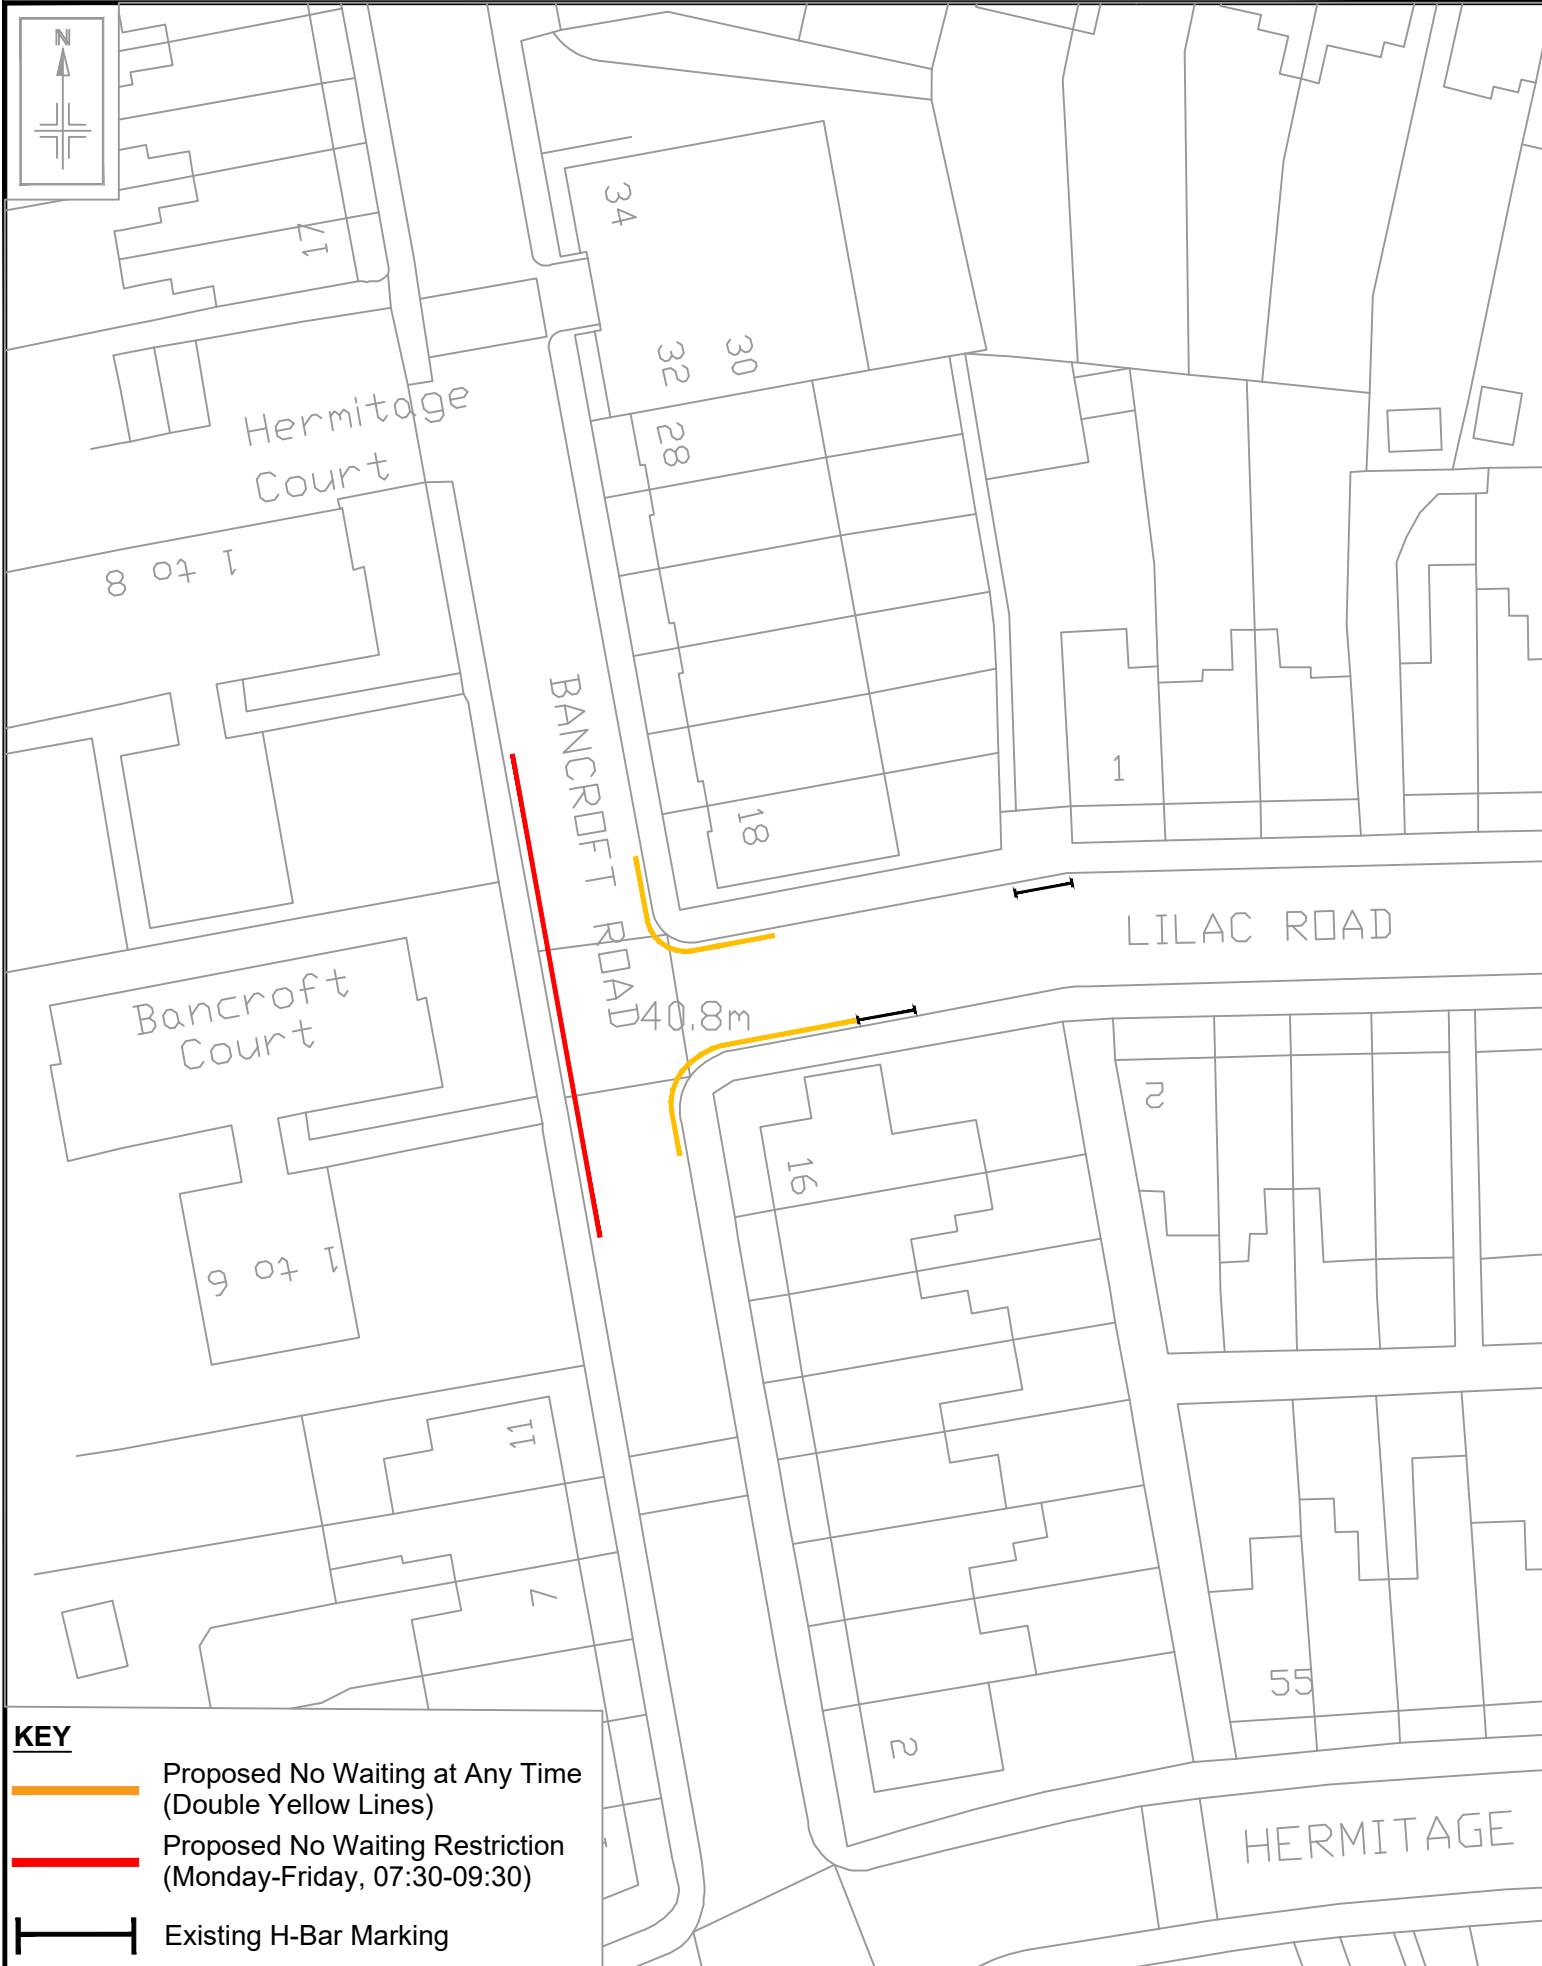 N
34
17
32
30
Hermitage
Court
28
1 to 8
BANCROFT ROAD
1
18
LILAC ROAD
Bancroft
Court
40.8m
2
16
1 to 6
11
7
55
2
KEY
Proposed No Waiting at Any Time
(Double Yellow Lines)
Proposed No Waiting Restriction
(Monday-Friday, 07:30-09:30)
HERMITAGE
Existing H-Bar Marking